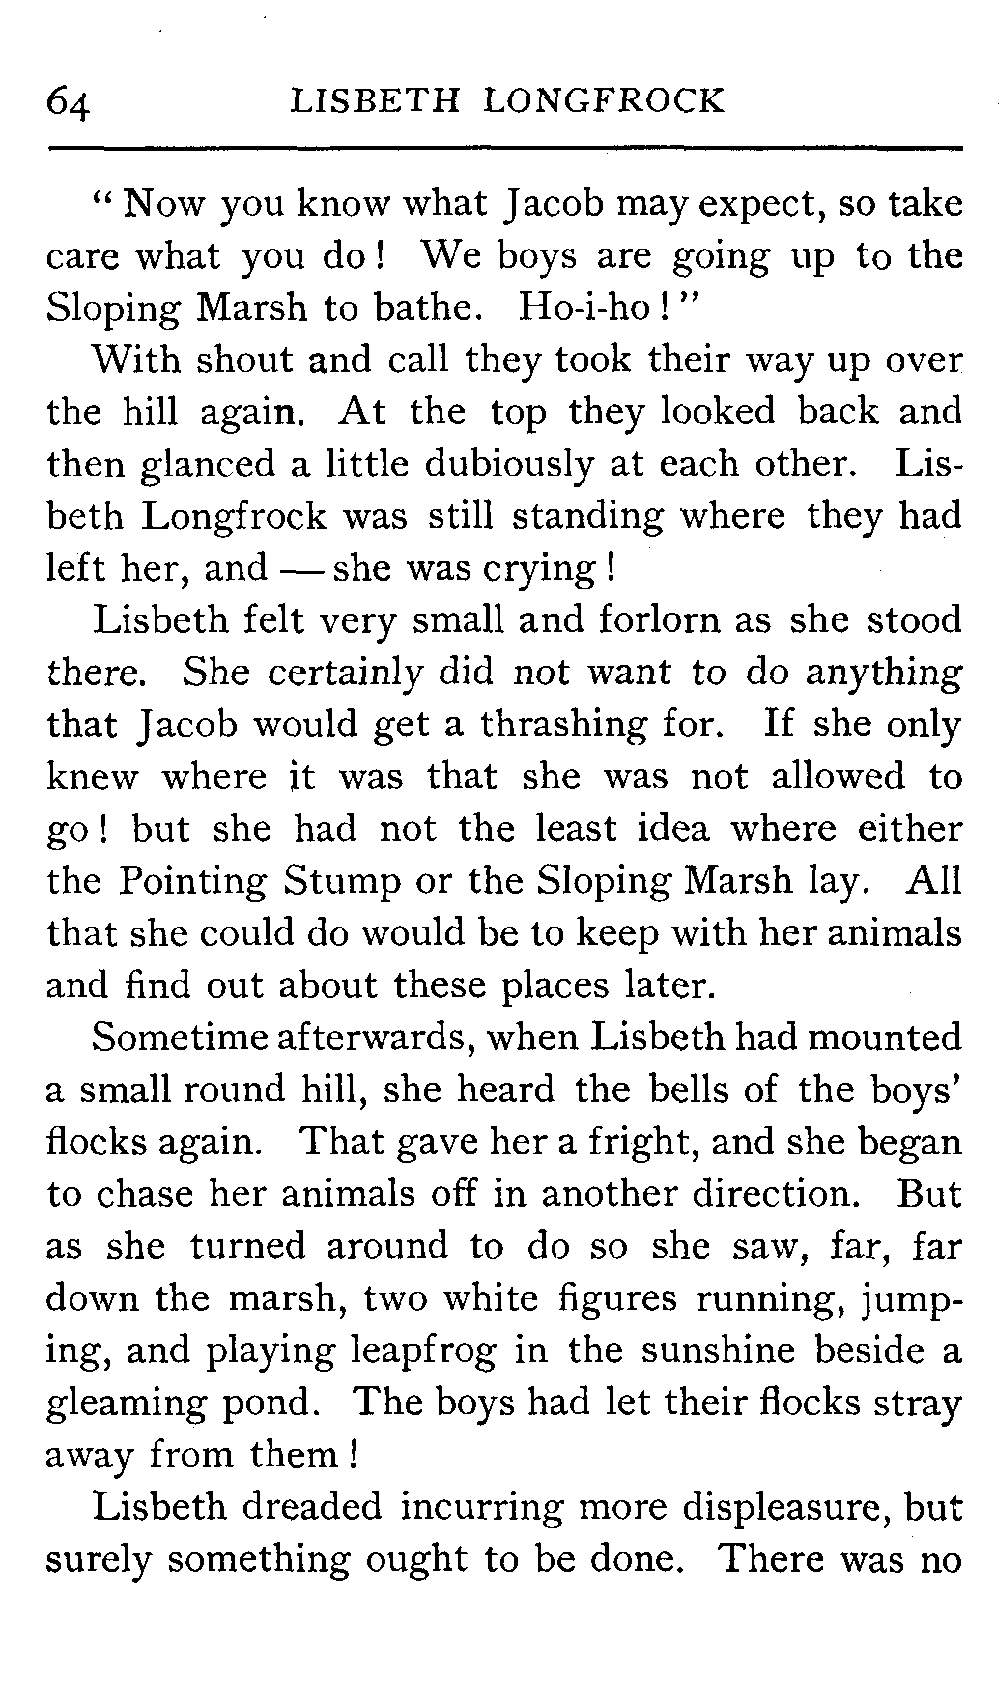 64 LISBETH LONGFROCK
“ Now you know what Jacob may expect, so take
care what you do ! We boys are going up to the
Sloping Marsh to bathe. Ho-i-ho ! ”
With shout and call they took their way up over
the hill again. At the top they looked back and
then glanced a little dubiously at each other. Lis-
beth Longfrock was still standing where they had
left her, and — she was crying !
Lisbeth felt very small and forlorn as she stood
there. She certainly did not want to do anything
that Jacob would get a thrashing for. If she only
knew where it was that she was not allowed to
go ! but she had not the least idea where either
the Pointing Stump or the Sloping Marsh lay. All
that she could do would be to keep with her animals
and find out about these places later.
Sometime afterwards, when Lisbeth had mounted
a small round hill, she heard the bells of the boys’
flocks again. That gave her a fright, and she began
to chase her animals off in another direction. But
as she turned around to do so she saw, far, far
down the marsh, two white figures running, jump-
ing, and playing leapfrog in the sunshine beside a
gleaming pond. The boys had let their flocks stray
away from them !
Lisbeth dreaded incurring more displeasure, but
surely something ought to be done. There was no